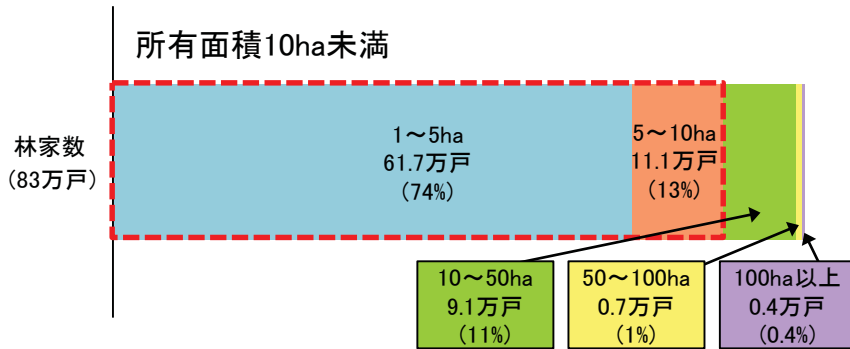 所有面積10ha未満
林家数
(83万戸)
1～5ha
61.7万戸
(74%)
5～10ha
11.1万戸
(13%)
10～50ha
9.1万戸
(11%)
50～100ha
0.7万戸
(1%)
100ha以上
0.4万戸
(0.4%)